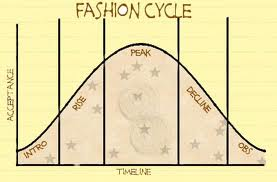 FASHION CYCLE
PEAK
RISE
DECLINE
ACCEPTANCE
INTRO
OBS
TIMELINE